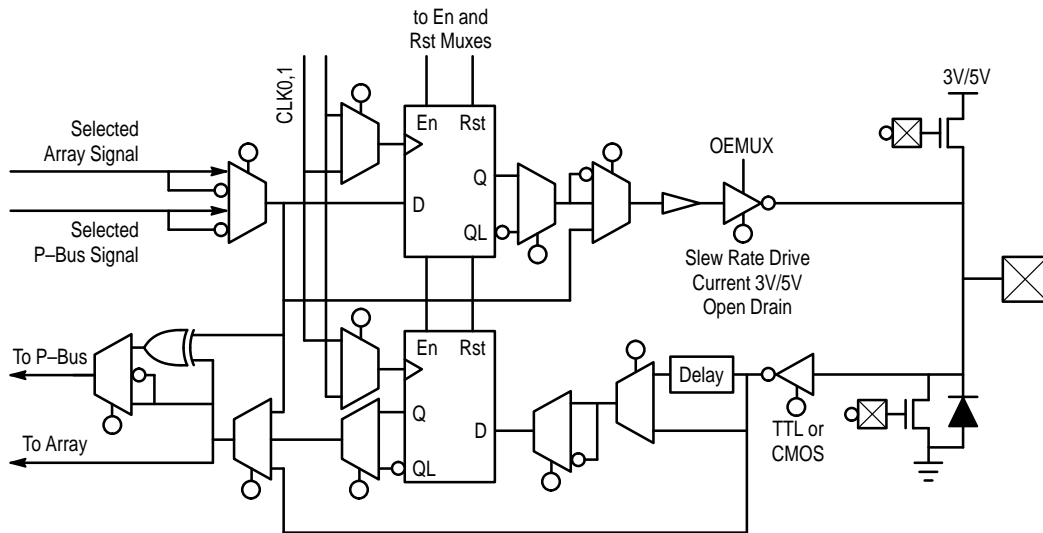 to En and
Rst Muxes
CLK0,1
3V/5V
Selected
Array Signal
En
Rst
OEMUX
Q
D
Selected
P–Bus Signal
QL
Slew Rate Drive
Current 3V/5V
Open Drain
To P–Bus
En
Rst
Delay
Q
D
TTL or
CMOS
To Array
QL